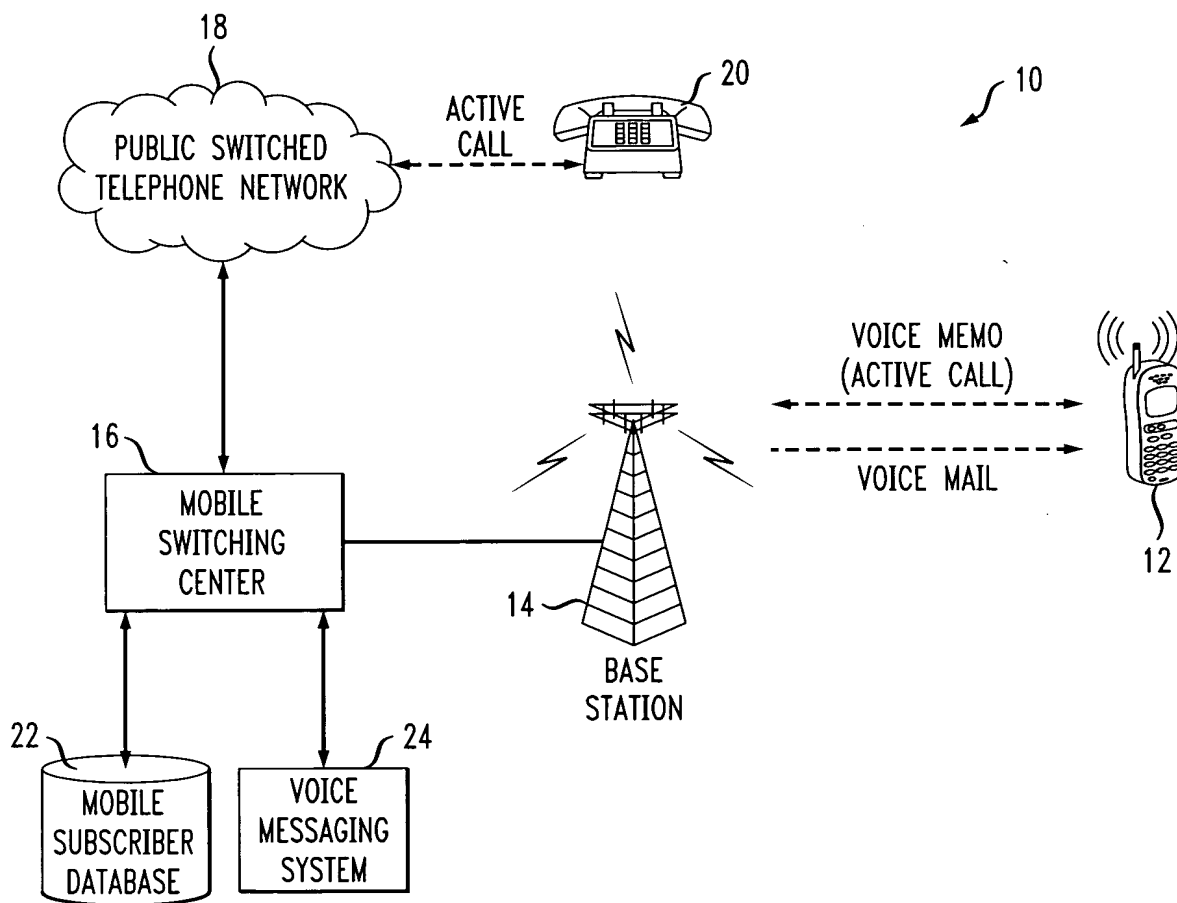 18
PUBLIC SWITCHED
TELEPHONE NETWORK
ACTIVE
CALL
20
10
VOICE MEMO
(ACTIVE CALL)
VOICE MAIL
12
16
MOBILE
SWITCHING
CENTER
14
BASE
STATION
22
MOBILE
SUBSCRIBER
DATABASE
24
VOICE
MESSAGING
SYSTEM